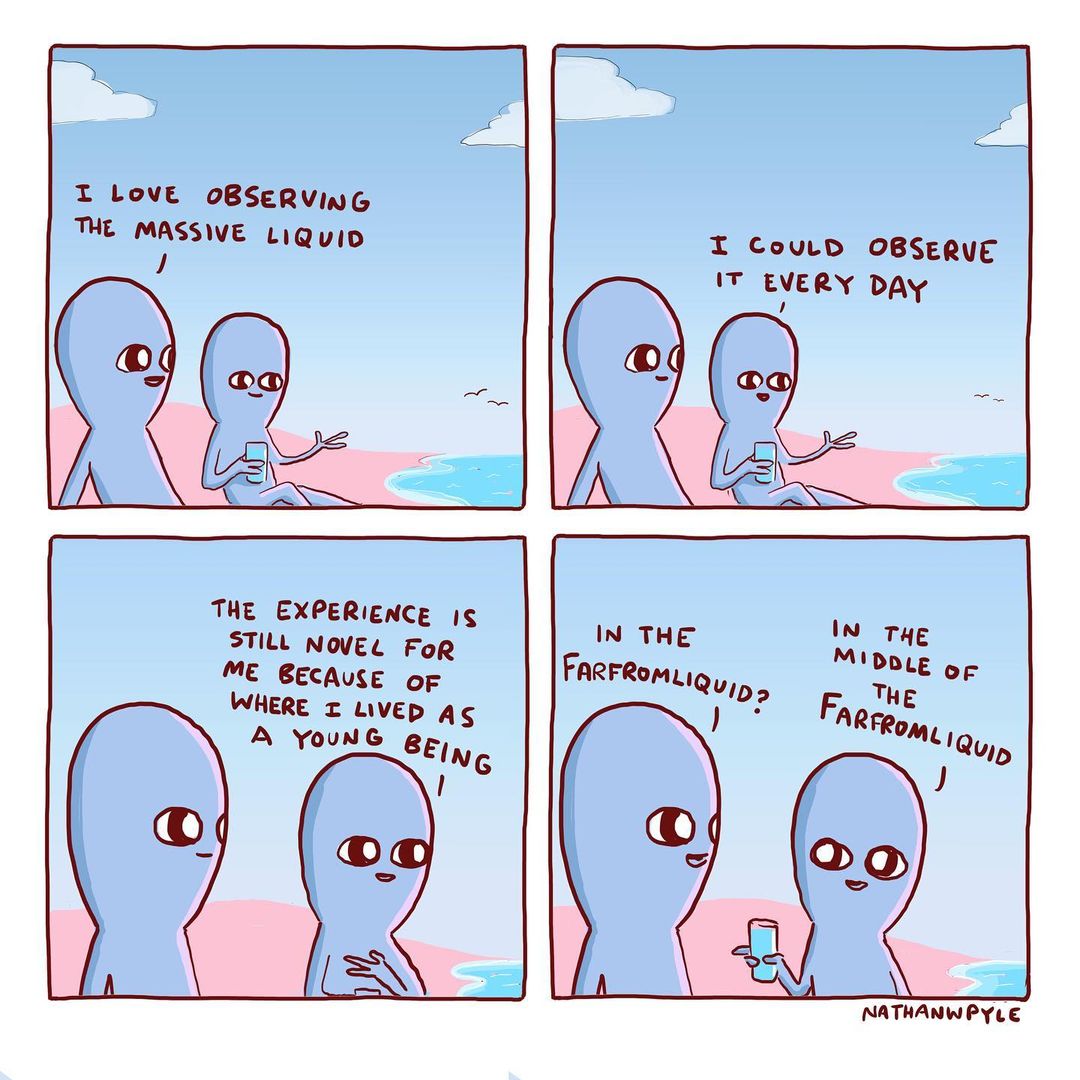 I LOVE OBSERVING
THE MASSIVE LIQUID
I COULD OBSERVE
IT EVERY DAY
THE EXPERIENCE IS
STILL NOVEL FOR
ME BECAUSE OF
WHERE I LIVED AS
A YOUNG BEING
IN THE
FARFROMLIQUID?
IN THE
MIDDLE OF
THE
FARFROMLIQUID
NATHANWPYLE